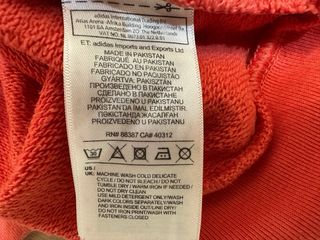 adidas International Trading B.V.
Atlas Arena -Afrika Building, Hoogoorddreef
1101 BA Amsterdam ZO The Netherlands
VAT NO.
ET: adidas Imports and Exports Ltd
MADE IN PAKISTAN
FABRIQUÉ AU PAKISTAN
FABRICADO EN PAKISTÁN
FABRICADO NO PAQUISTÃO
GYÁRTVA: PAKISZTÁN
ПРОИЗВЕДЕНО В ПАКИСТАН
СДЕЛАНО В ПАКИСТАНЕ
PAKISTAN'DA İMAL EDİLMİŞTİR
ПӘКІСТАНДА ЖАСАЛҒАН
PROIZVEDENO U PAKISTANU
PROIZVEDENO V PAKISTANU
RN# 88387 CA# 40312
US /
UK:
MACHINE WASH COLD DELICATE
CYCLE / DO NOT BLEACH / DO NOT
TUMBLE DRY / WARM IRON IF NEEDED /
DO NOT DRY CLEAN
USE MILD DETERGENT ONLY/WASH
DARK COLORS SEPARATELY/WASH
AND IRON INSIDE OUT/LINE DRY/
DO NOT IRON PRINT/WASH WITH
FASTENERS CLOSED